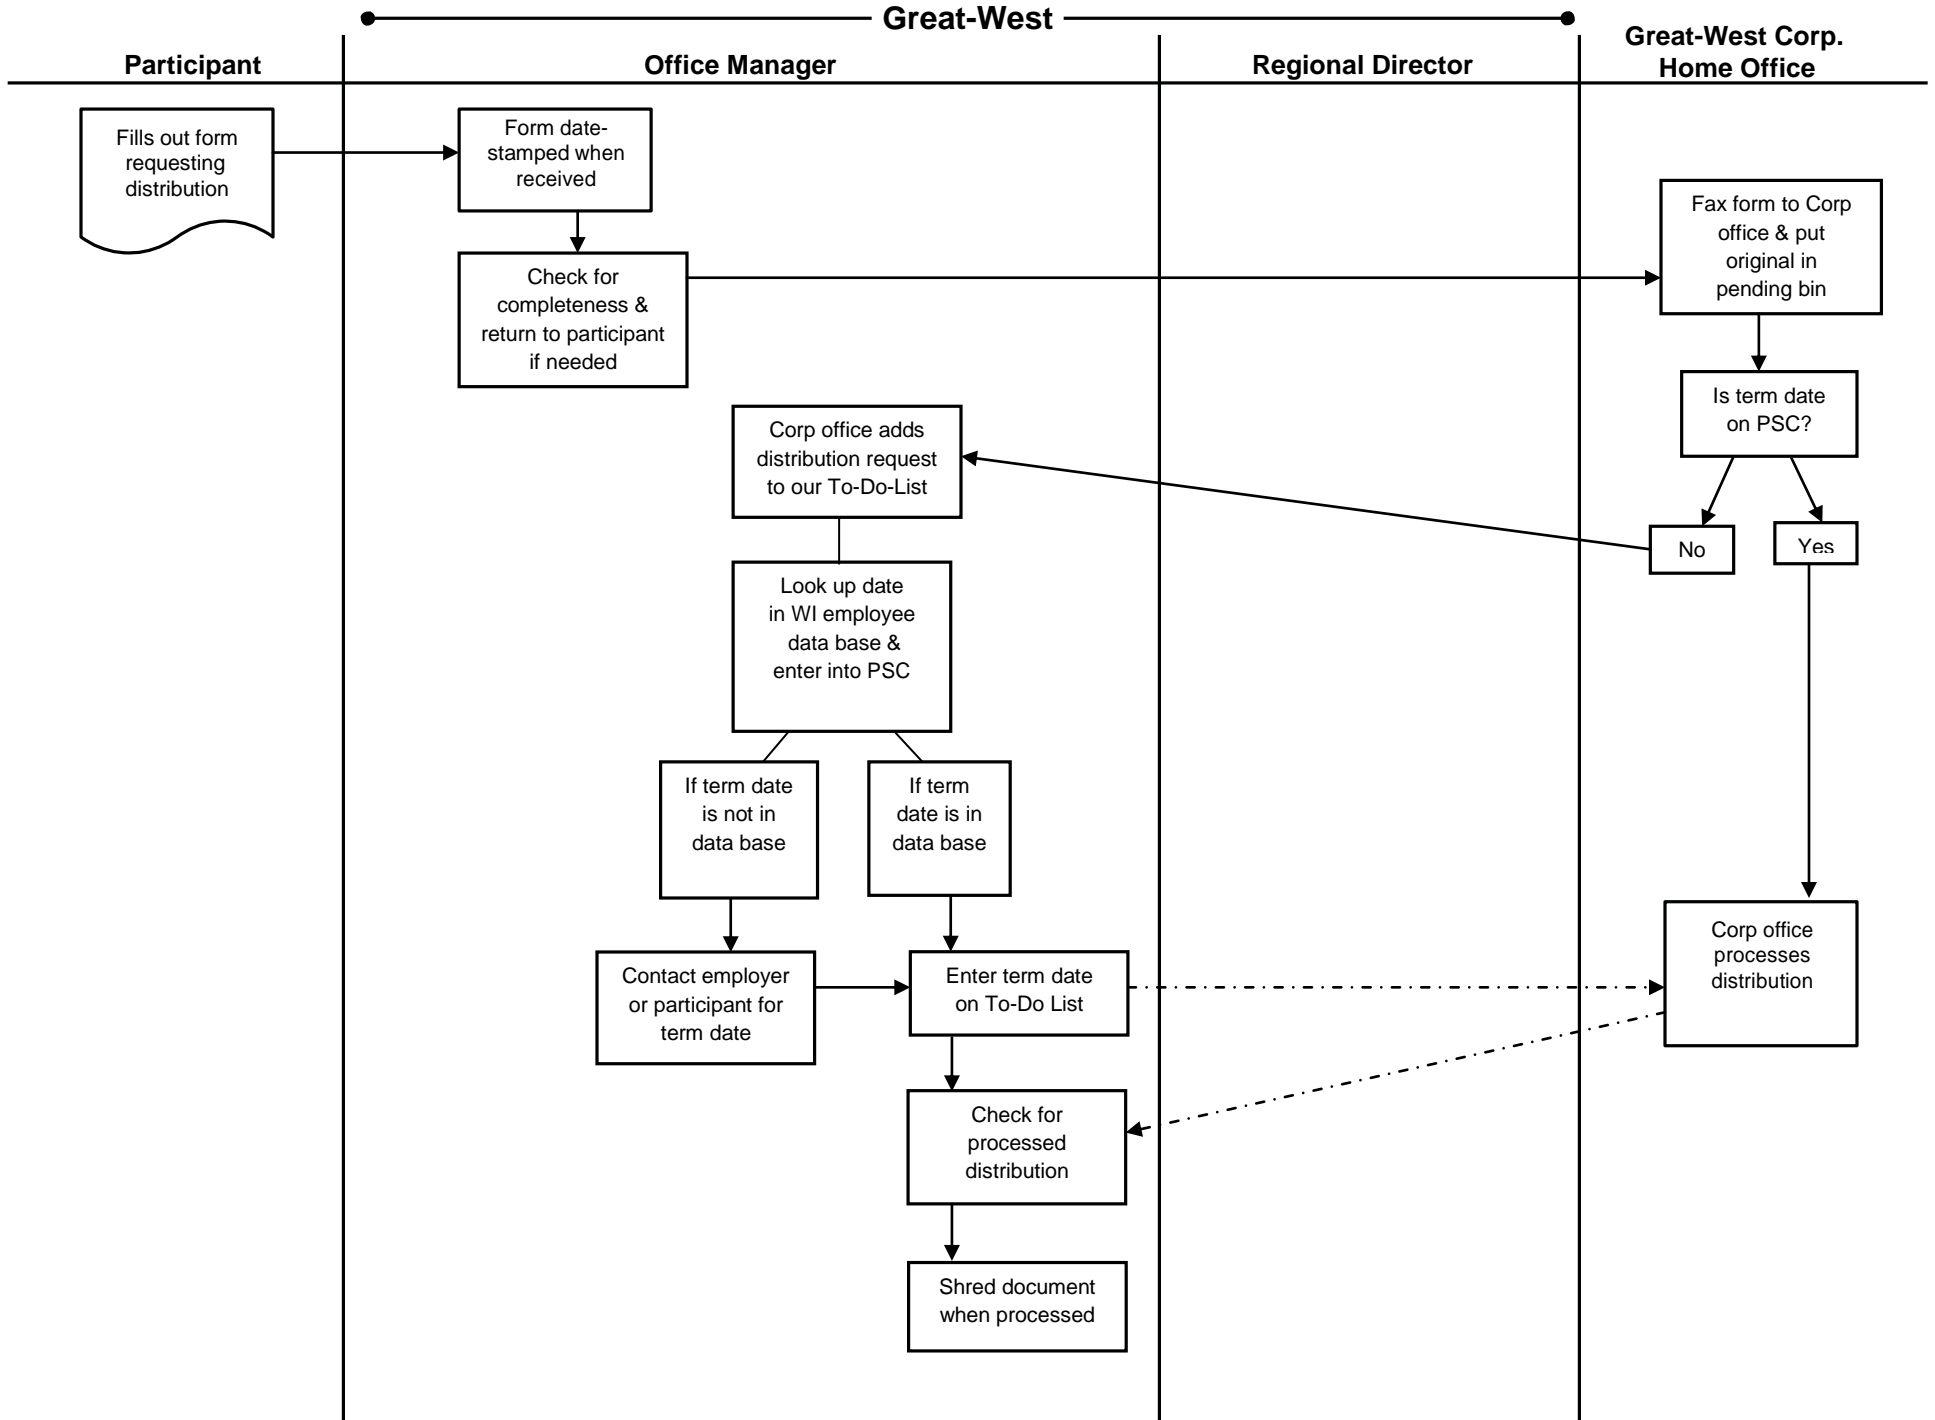 Great-West
Participant
Office Manager
Regional Director
Great-West Corp.
Home Office
Fills out form
requesting
distribution
Form date-
stamped when
received
Check for
completeness &
return to participant
if needed
Fax form to Corp
office & put
original in
pending bin
Is term date
on PSC?
No
Yes
Corp office adds
distribution request
to our To-Do-List
Look up date
in WI employee
data base &
enter into PSC
If term date
is not in
data base
If term
date is in
data base
Contact employer
or participant for
term date
Enter term date
on To-Do List
Corp office
processes
distribution
Check for
processed
distribution
Shred document
when processed